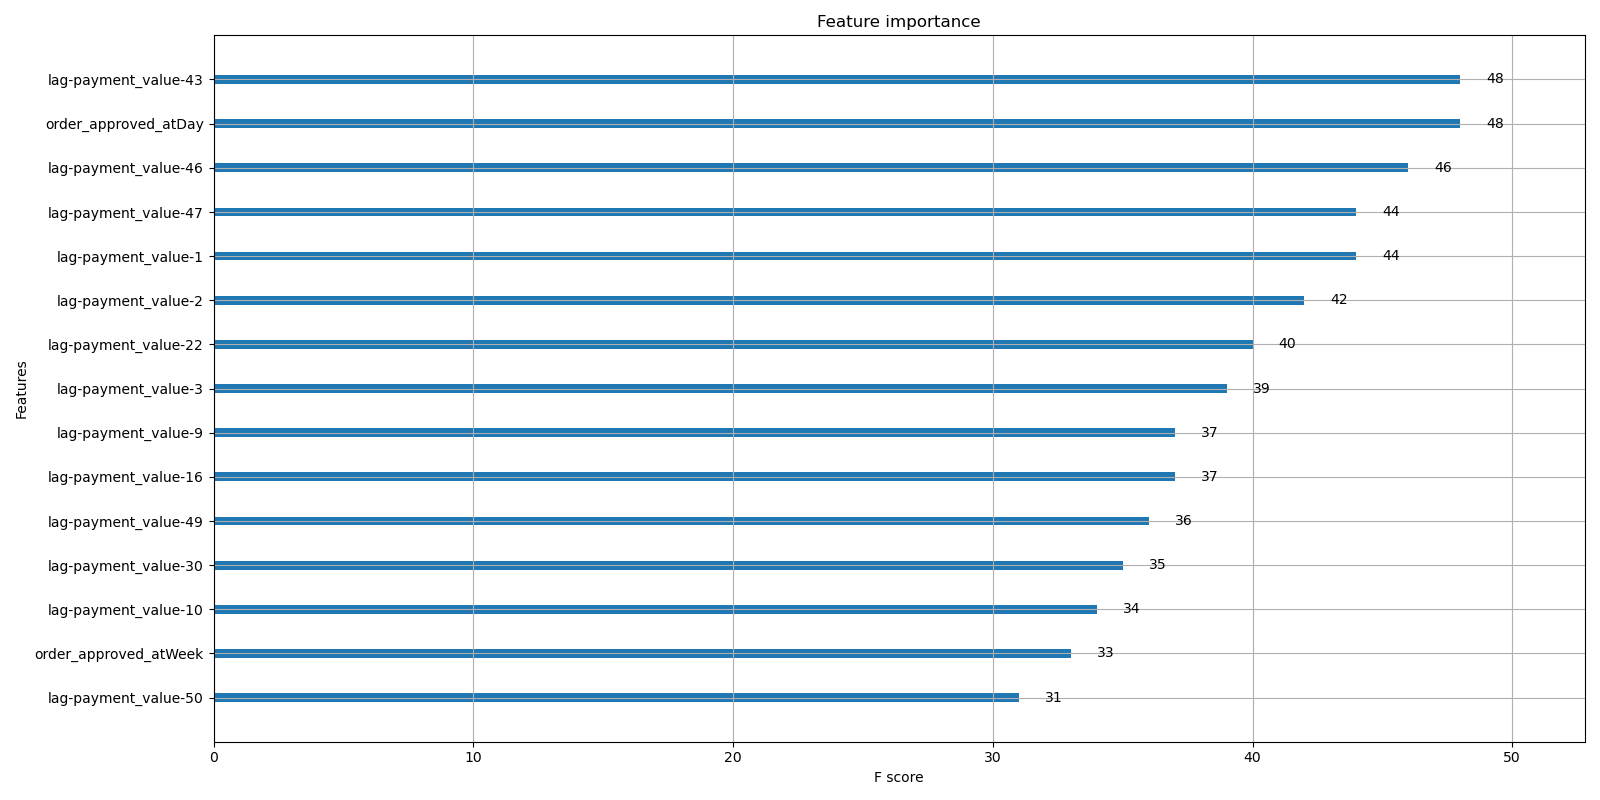 Feature importance
lag-payment_value-43 48
order_approved_atDay 48
lag-payment_value-46 46
lag-payment_value-47 44
lag-payment_value-1 44
lag-payment_value-2 42
lag-payment_value-22 40
lag-payment_value-3 39
lag-payment_value-9 37
lag-payment_value-16 37
lag-payment_value-49 36
lag-payment_value-30 35
lag-payment_value-10 34
order_approved_atWeek 33
lag-payment_value-50 31
Features
0 10 20 30 40 50
F score